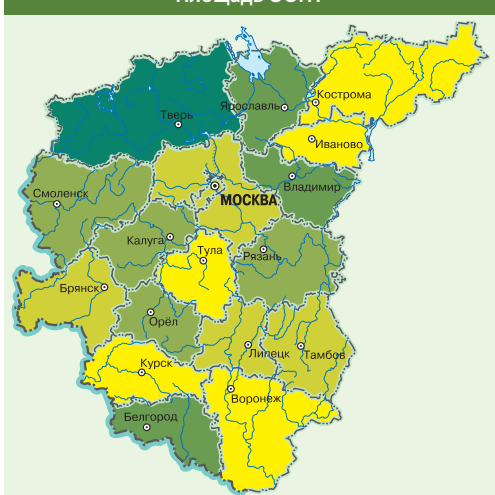 Тверь
Ярославль
Кострома
Иваново
Владимир
МОСКВА
Смоленск
Калуга
Тула
Рязань
Брянск
Орёл
Липецк
Тамбов
Курск
Воронеж
Белгород